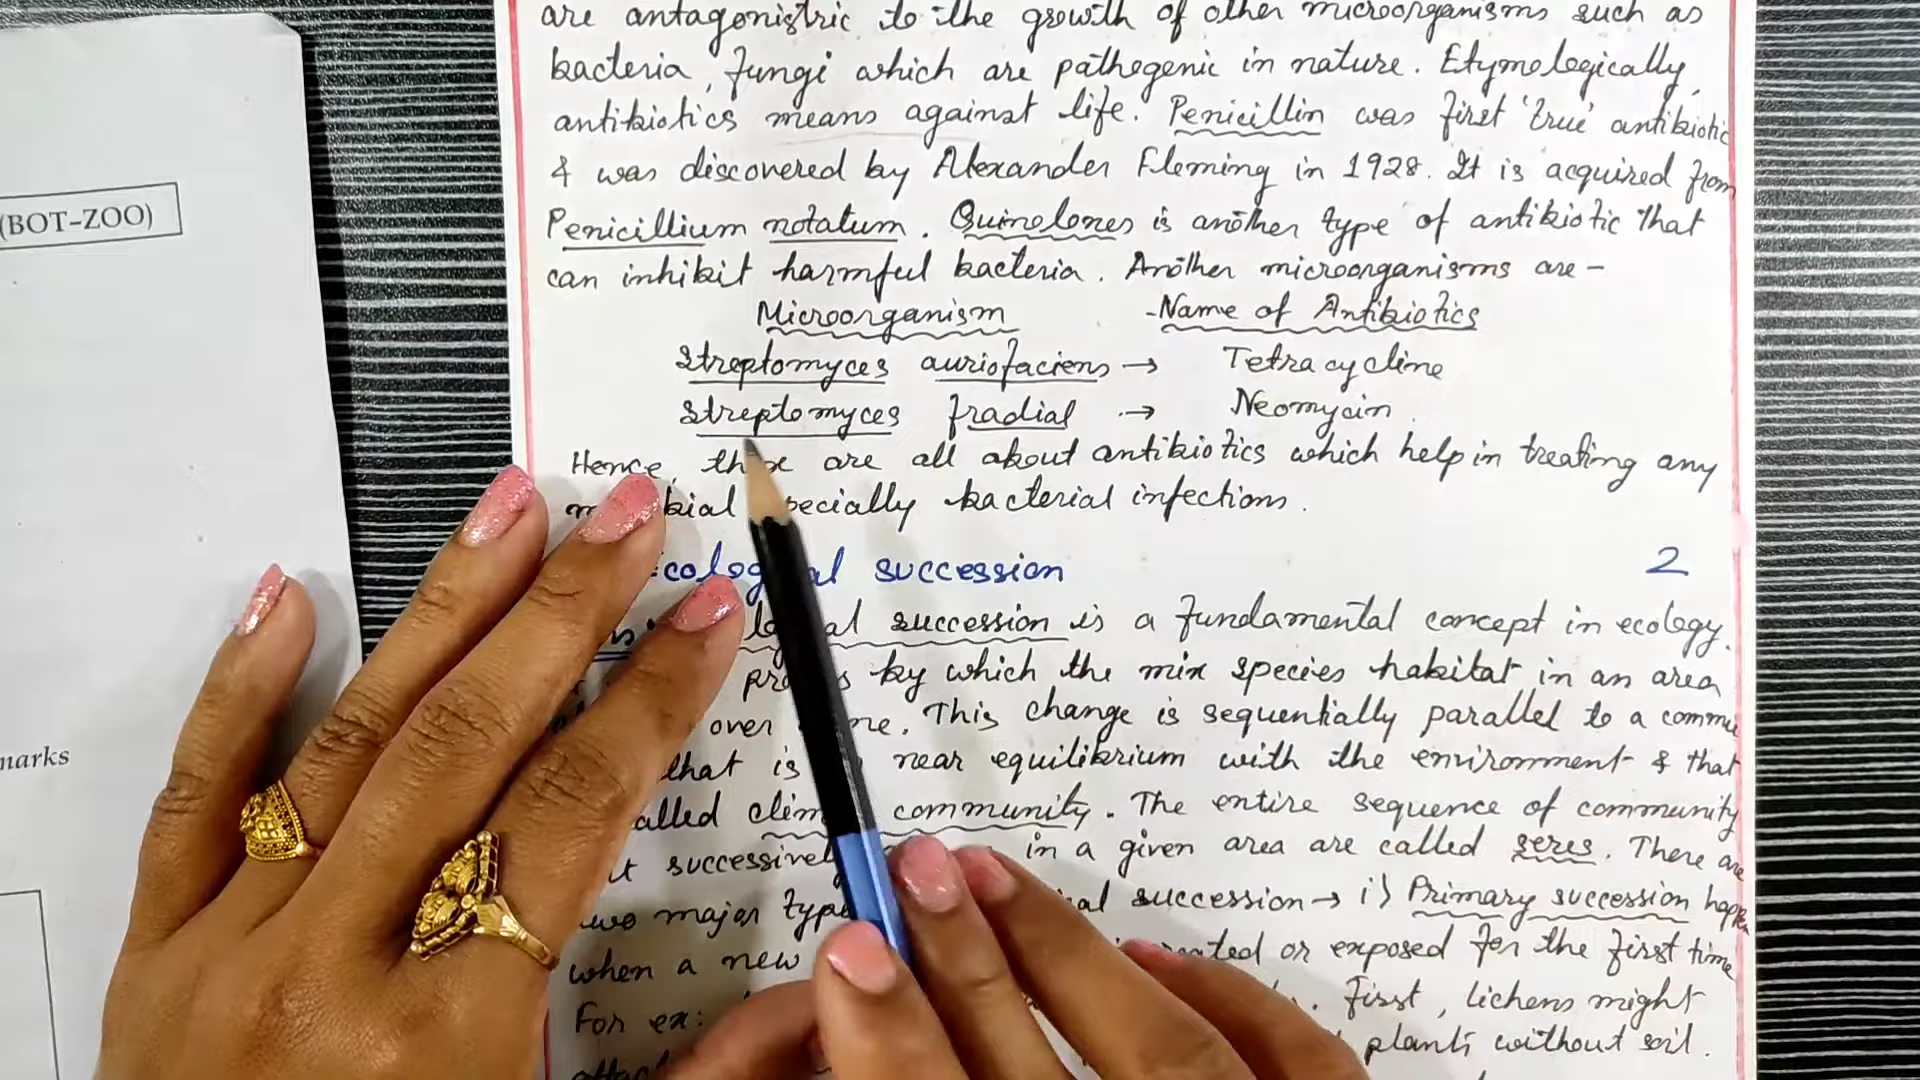 are antagonistric to the growth of other microorganisms such as
bacteria, fungi which are pathogenic in nature. Etymologically,
antibiotics means against life. Penicillin was first 'true' antibiotic
& was discovered by Alexander Fleming in 1928. It is acquired from
Penicillium notatum. Quinolones is another type of antibiotic that
can inhibit harmful bacteria. Another microorganisms are -
Microorganism - Name of Antibiotics
Streptomyces auriofaciens → Tetracycline
Streptomyces fradial → Neomycin
Hence, are all about antibiotics which help in treating any
bacterial infections.
succession 2
succession is a fundamental concept in ecology.
by which the mix species habitat in an area
over This change is sequentially parallel to a commu
that is near equilibrium with the environment & that
community. The entire sequence of community
successively in a given area are called seres. There are
two major succession → i) Primary succession happen
when a new or exposed for the first time
For ex: First, lichens might
plants without soil.
(BOT-ZOO)
marks